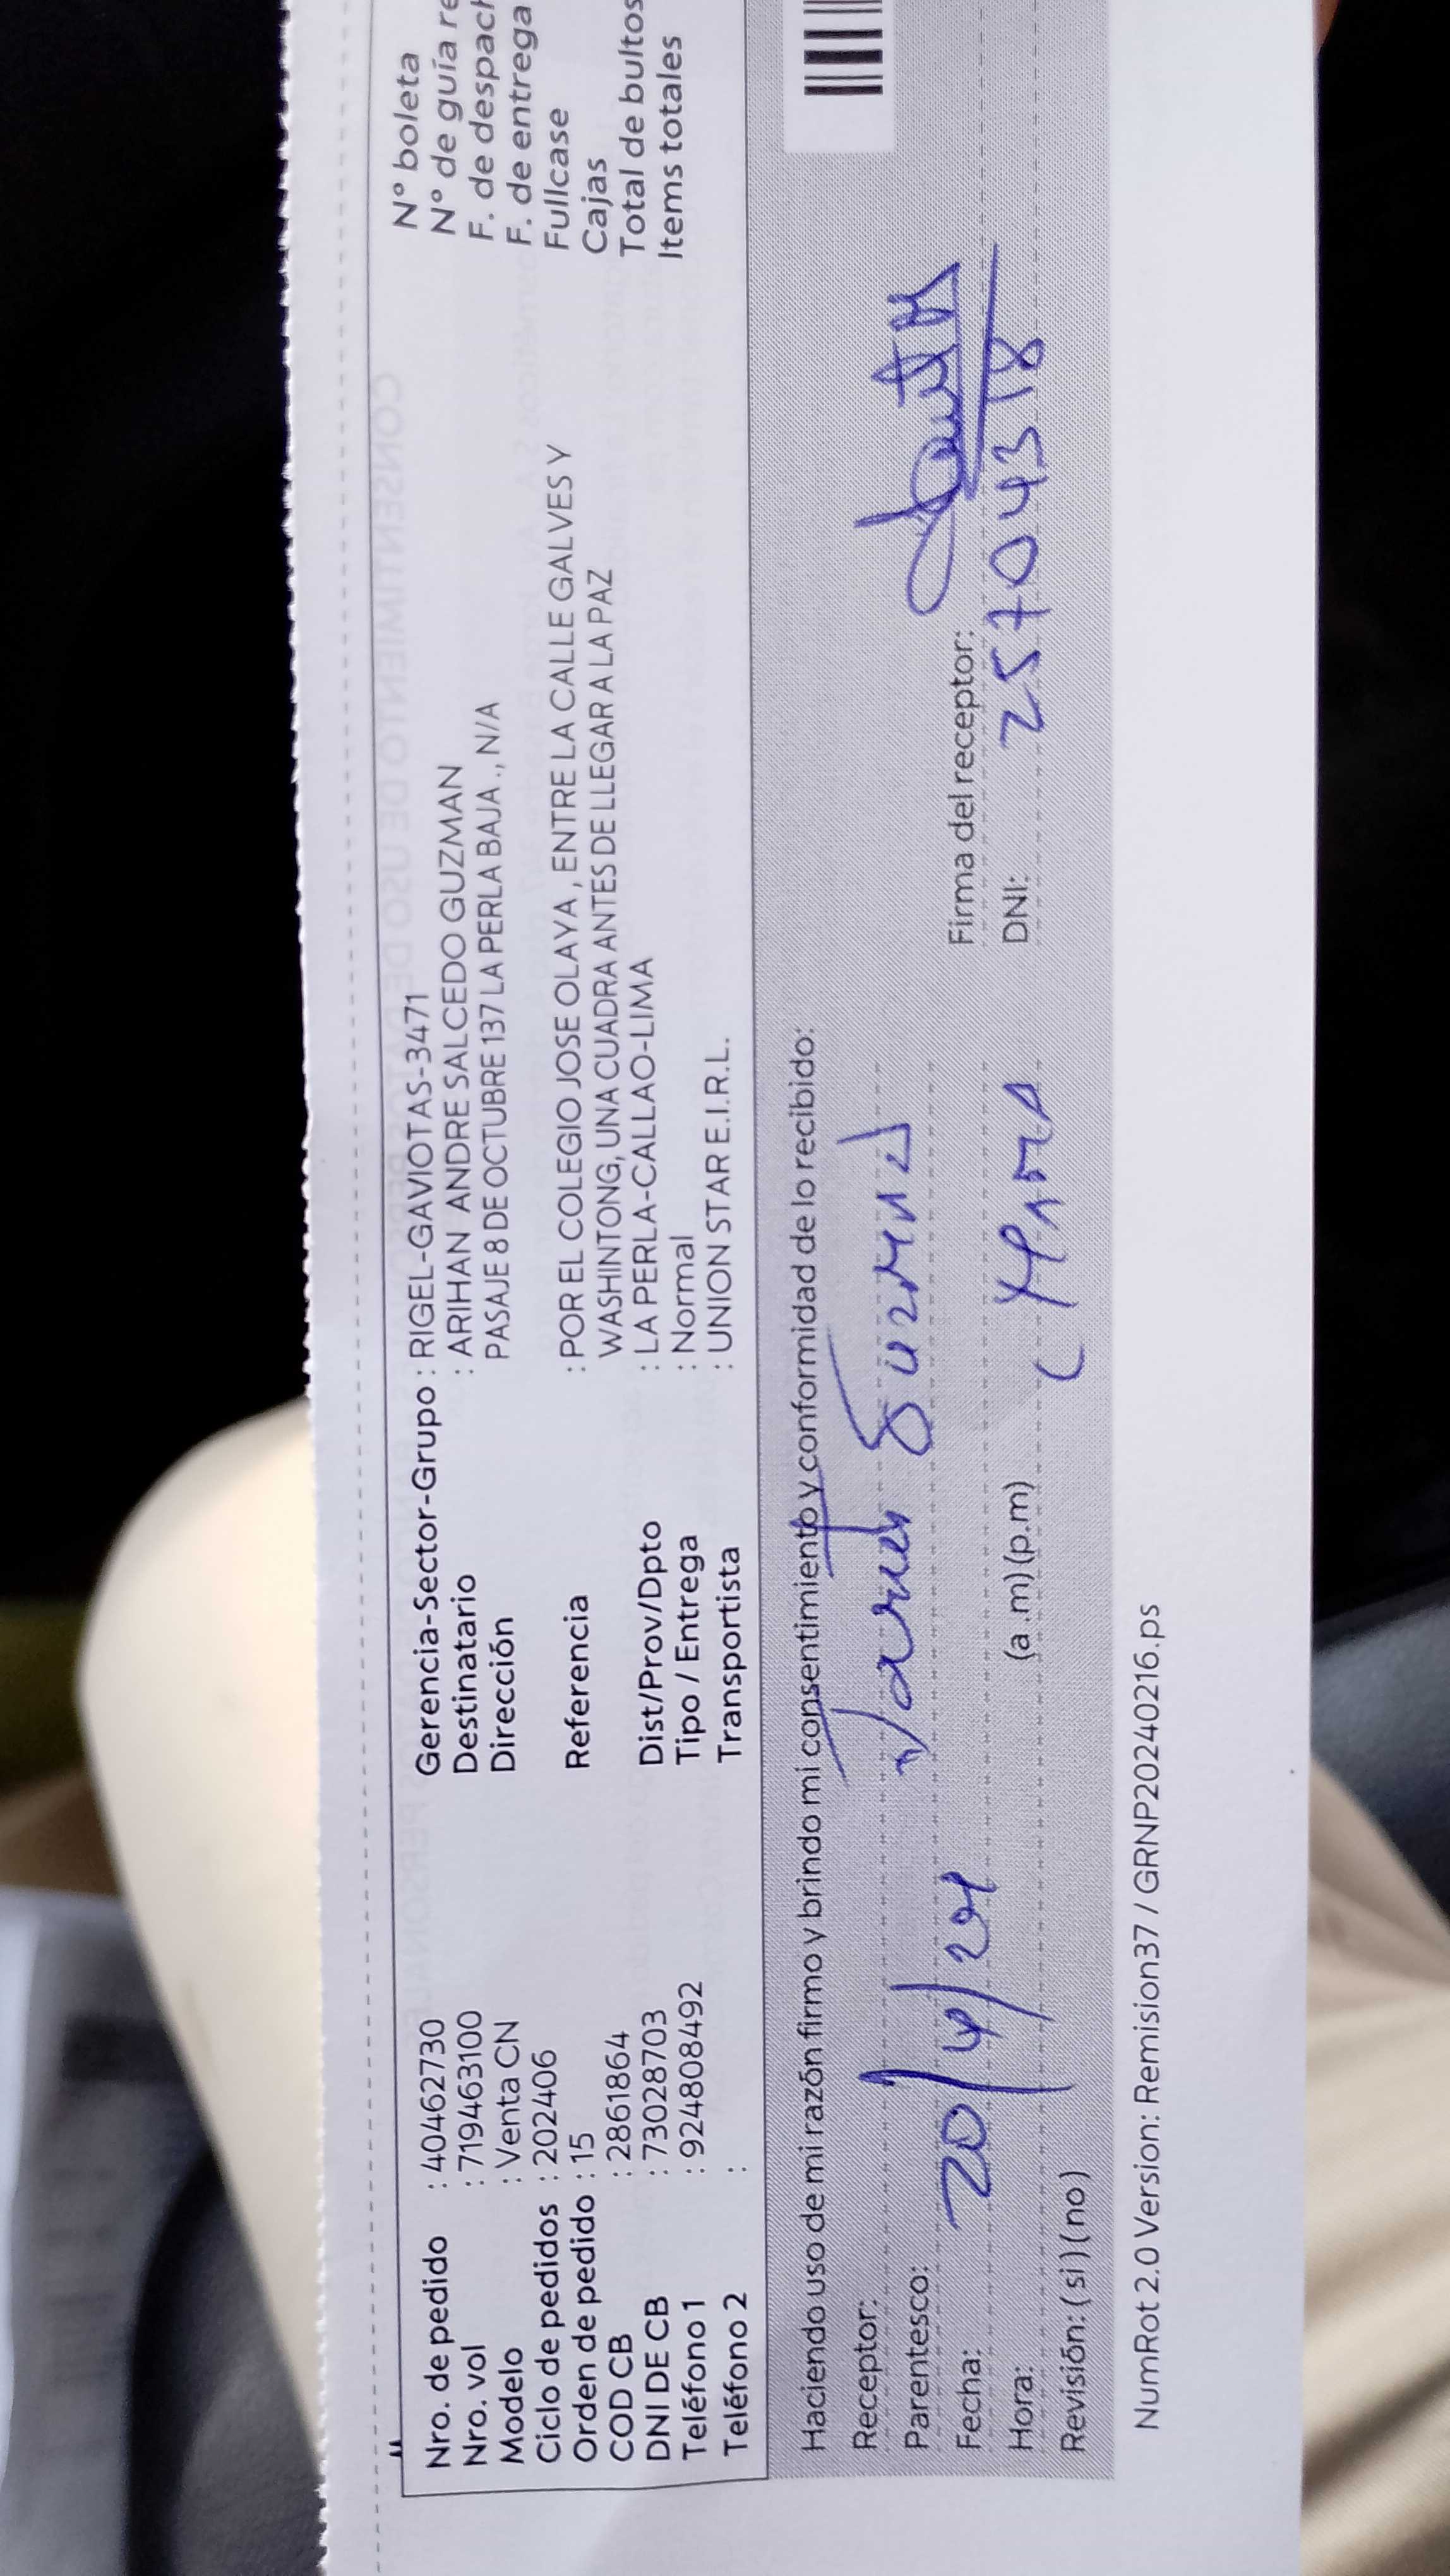 Nro. de pedido : 40462730
Nro. vol : 719463100
Modelo : Venta CN
Ciclo de pedidos : 202406
Orden de pedido : 15
COD CB : 2861864
DNI DE CB : 73028703
Teléfono 1 : 924808492
Teléfono 2 :
Gerencia-Sector-Grupo : RIGEL-GAVIOTAS-3471
Destinatario : ARIHAN ANDRE SALCEDO GUZMAN
Dirección PASAJE 8 DE OCTUBRE 137 LA PERLA BAJA ., N/A
Referencia : POR EL COLEGIO JOSE OLAYA , ENTRE LA CALLE GALVES Y
WASHINTONG, UNA CUADRA ANTES DE LLEGAR A LA PAZ
Dist/Prov/Dpto : LA PERLA-CALLAO-LIMA
Tipo / Entrega : Normal
Transportista : UNION STAR E.I.R.L.
N° boleta
N° de guía re
F. de despach
F. de entrega
Fullcase
Cajas
Total de bultos
Items totales
Haciendo uso de mi razón firmo y brindo mi consentimiento y conformidad de lo recibido:
Receptor:
Parentesco:
Fecha: 20/4/24
Hora: (a .m) (p.m)
Revisión: ( si ) ( no )
Firma del receptor:
DNI: 25704318
NumRot 2.0 Version: Remision37 / GRNP20240216.ps